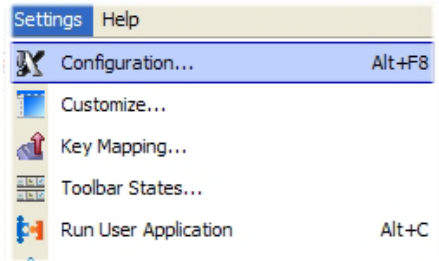 Settings Help
Configuration... Alt+F8
Customize...
Key Mapping...
Toolbar States...
Run User Application Alt+C